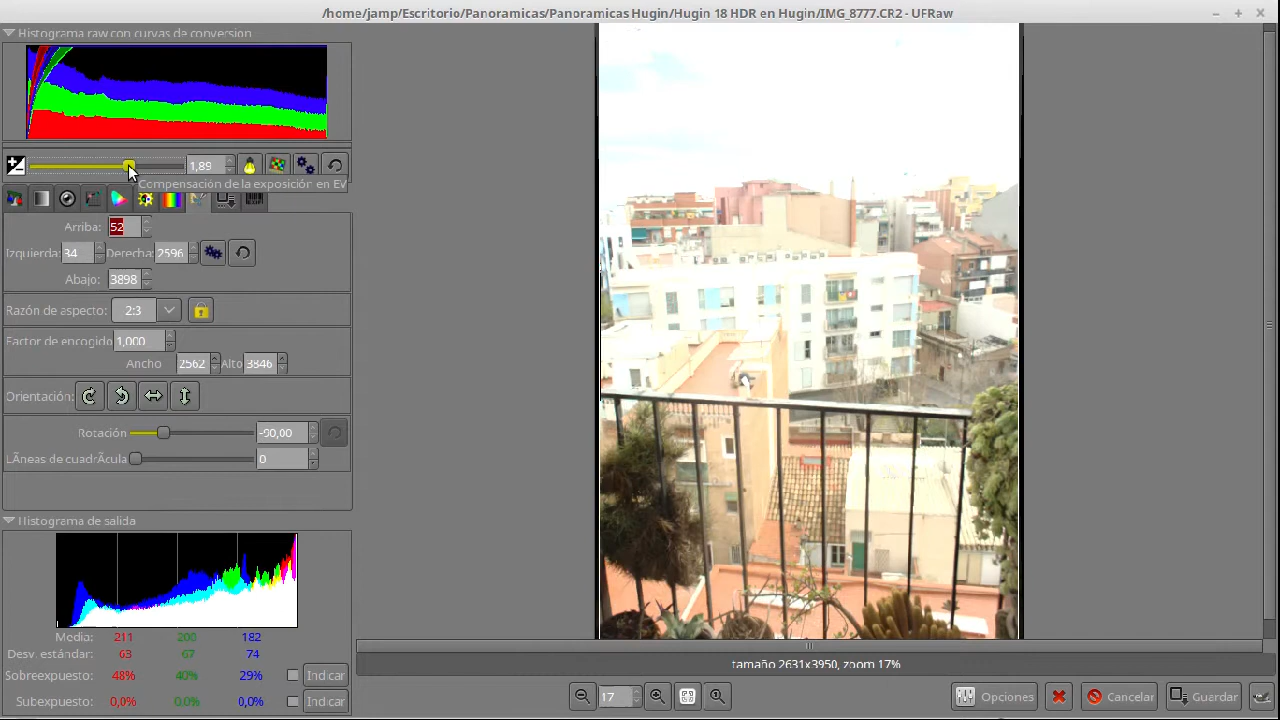 /home/jamp/Escritorio/Panoramicas/Panoramicas Hugin/Hugin 18 HDR en Hugin/IMG_8777.CR2 - UFRaw
Histograma raw con curvas de conversión
1,89
Compensación de la exposición en EV
Arriba: 52
Izquierda: 34 Derecha: 2596
Abajo: 3898
Razón de aspecto: 2:3
Factor de encogido 1,000
Ancho 2562 Alto 3846
Orientación:
Rotación -90,00
LÃneas de cuadrÃcula 0
Histograma de salida
Media: 211 200 182
Desv. estándar: 63 67 74
Sobreexpuesto: 48% 40% 29% Indicar
Subexpuesto: 0,0% 0,0% 0,0% Indicar
tamaño 2631x3950, zoom 17%
17 Opciones Cancelar Guardar